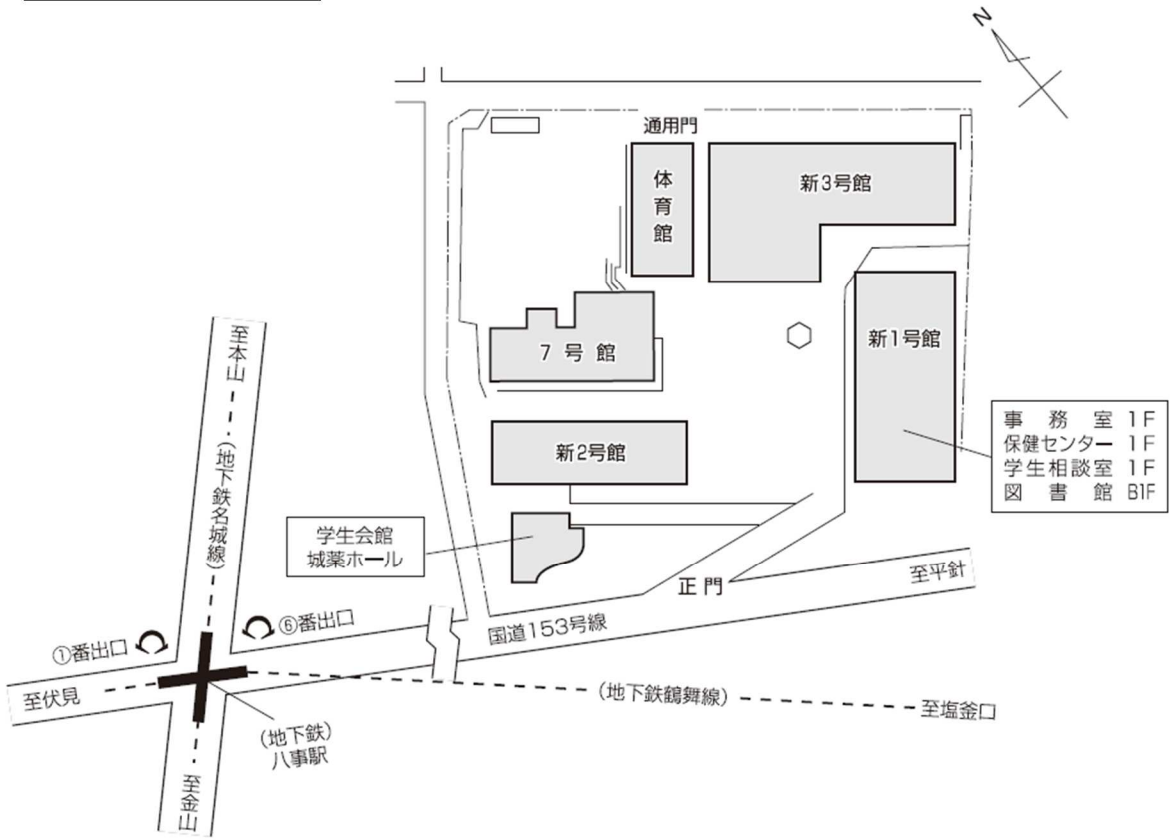 N
通用門
体育館
新3号館
7号館
新1号館
新2号館
事務室 1F
保健センター 1F
学生相談室 1F
図書館 B1F
学生会館
城薬ホール
正門
至平針
国道153号線
至本山
(地下鉄名城線)
①番出口
⑥番出口
至伏見
(地下鉄)
八事駅
至金山
(地下鉄鶴舞線)
至塩釜口